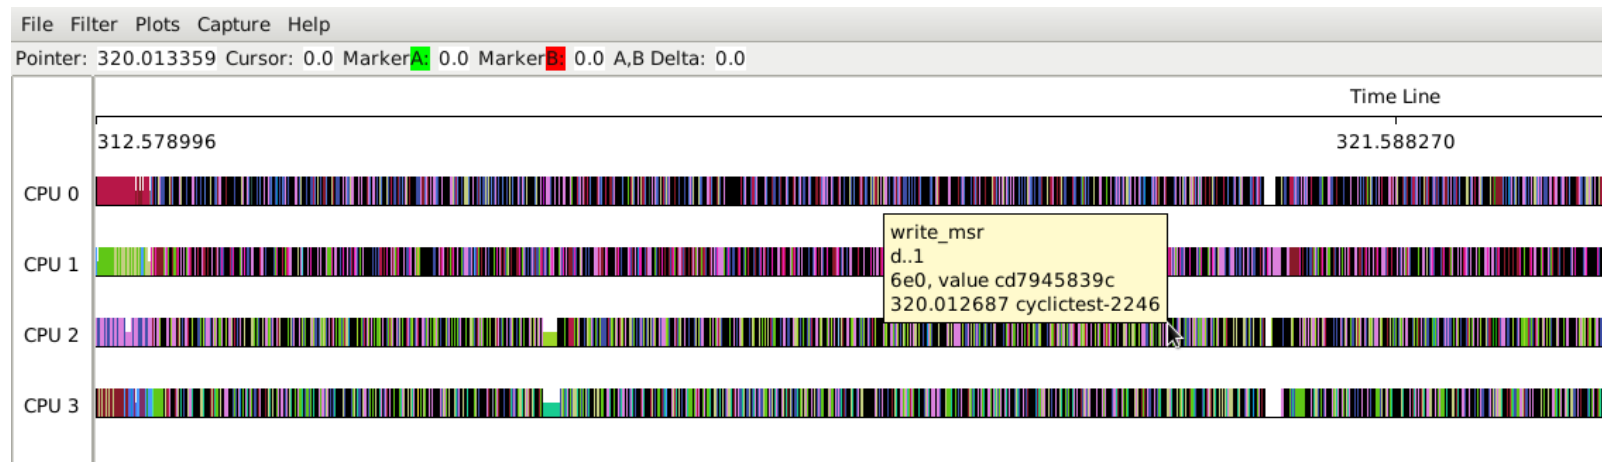 File Filter Plots Capture Help
Pointer: 320.013359 Cursor: 0.0 MarkerA: 0.0 MarkerB: 0.0 A,B Delta: 0.0
Time Line
312.578996 321.588270
CPU 0
write_msr
d..1
CPU 1
6e0, value cd7945839c
320.012687 cyclictest-2246
CPU 2
CPU 3